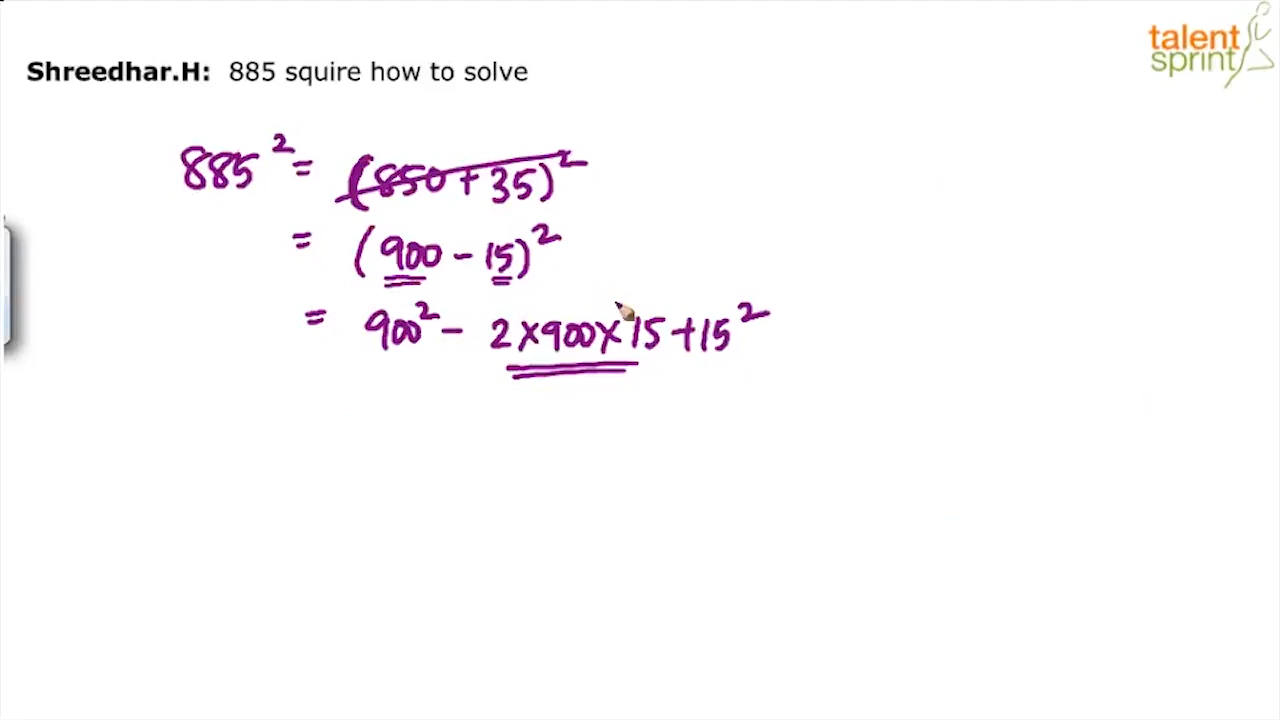 talent
sprint
Shreedhar.H: 885 squire how to solve
885² = (850 + 35)²
= (900 - 15)²
= 900² - 2×900×15 + 15²